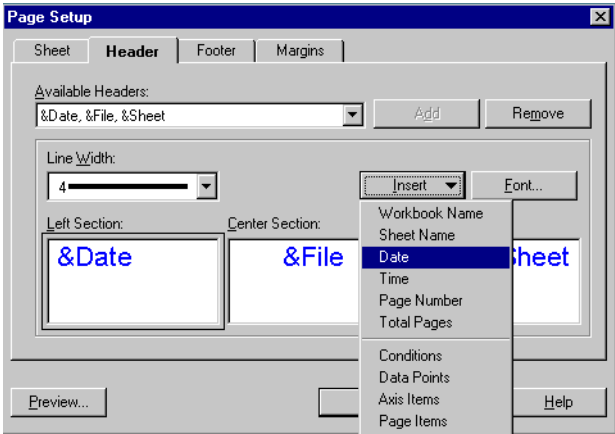 Page Setup
Sheet Header Footer Margins
Available Headers:
&Date, &File, &Sheet Add Remove
Line Width:
4 Insert Font...
Left Section: Center Section:
&Date &File Sheet
Workbook Name
Sheet Name
Date
Time
Page Number
Total Pages
Conditions
Data Points
Axis Items
Page Items
Preview... Help